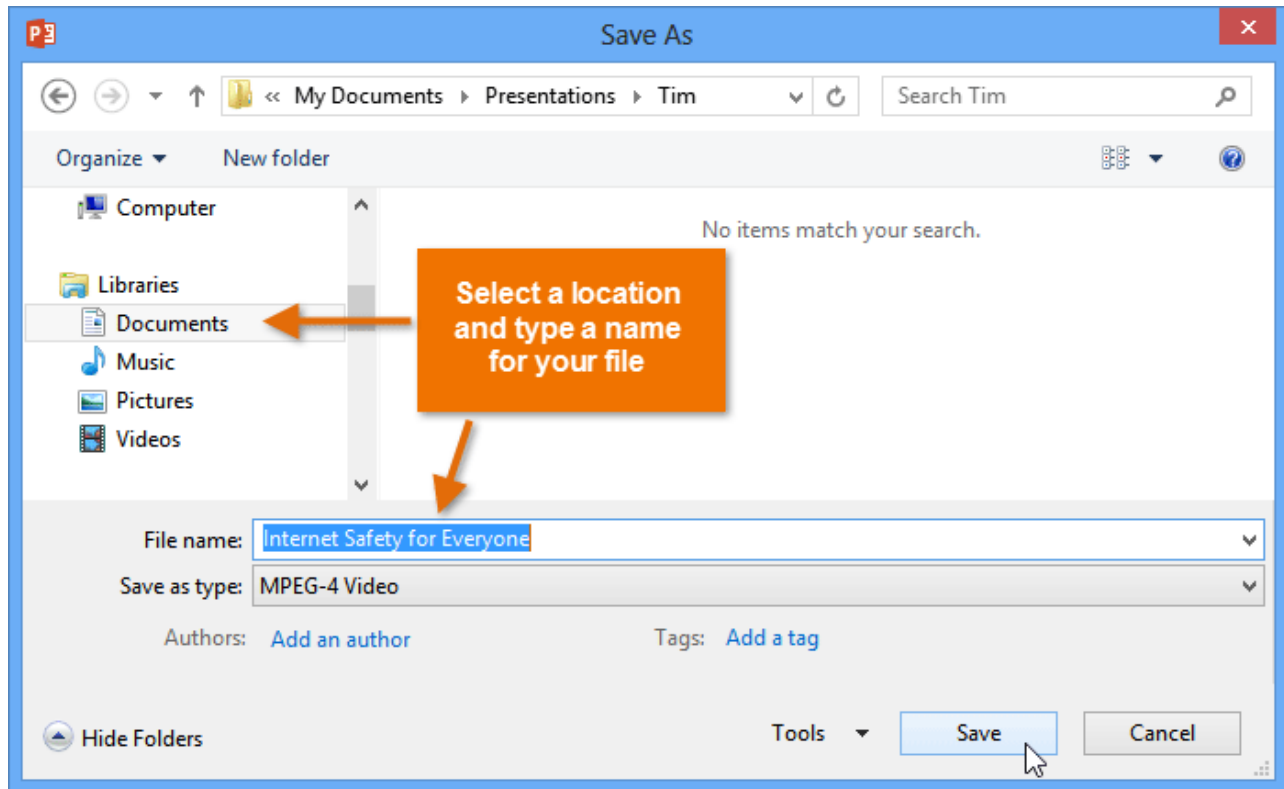 Save As
« My Documents Presentations Tim
Search Tim
Organize New folder
Computer
No items match your search.
Libraries
Documents
Music
Pictures
Videos
Select a location
and type a name
for your file
File name: Internet Safety for Everyone
Save as type: MPEG-4 Video
Authors: Add an author Tags: Add a tag
Hide Folders Tools Save Cancel